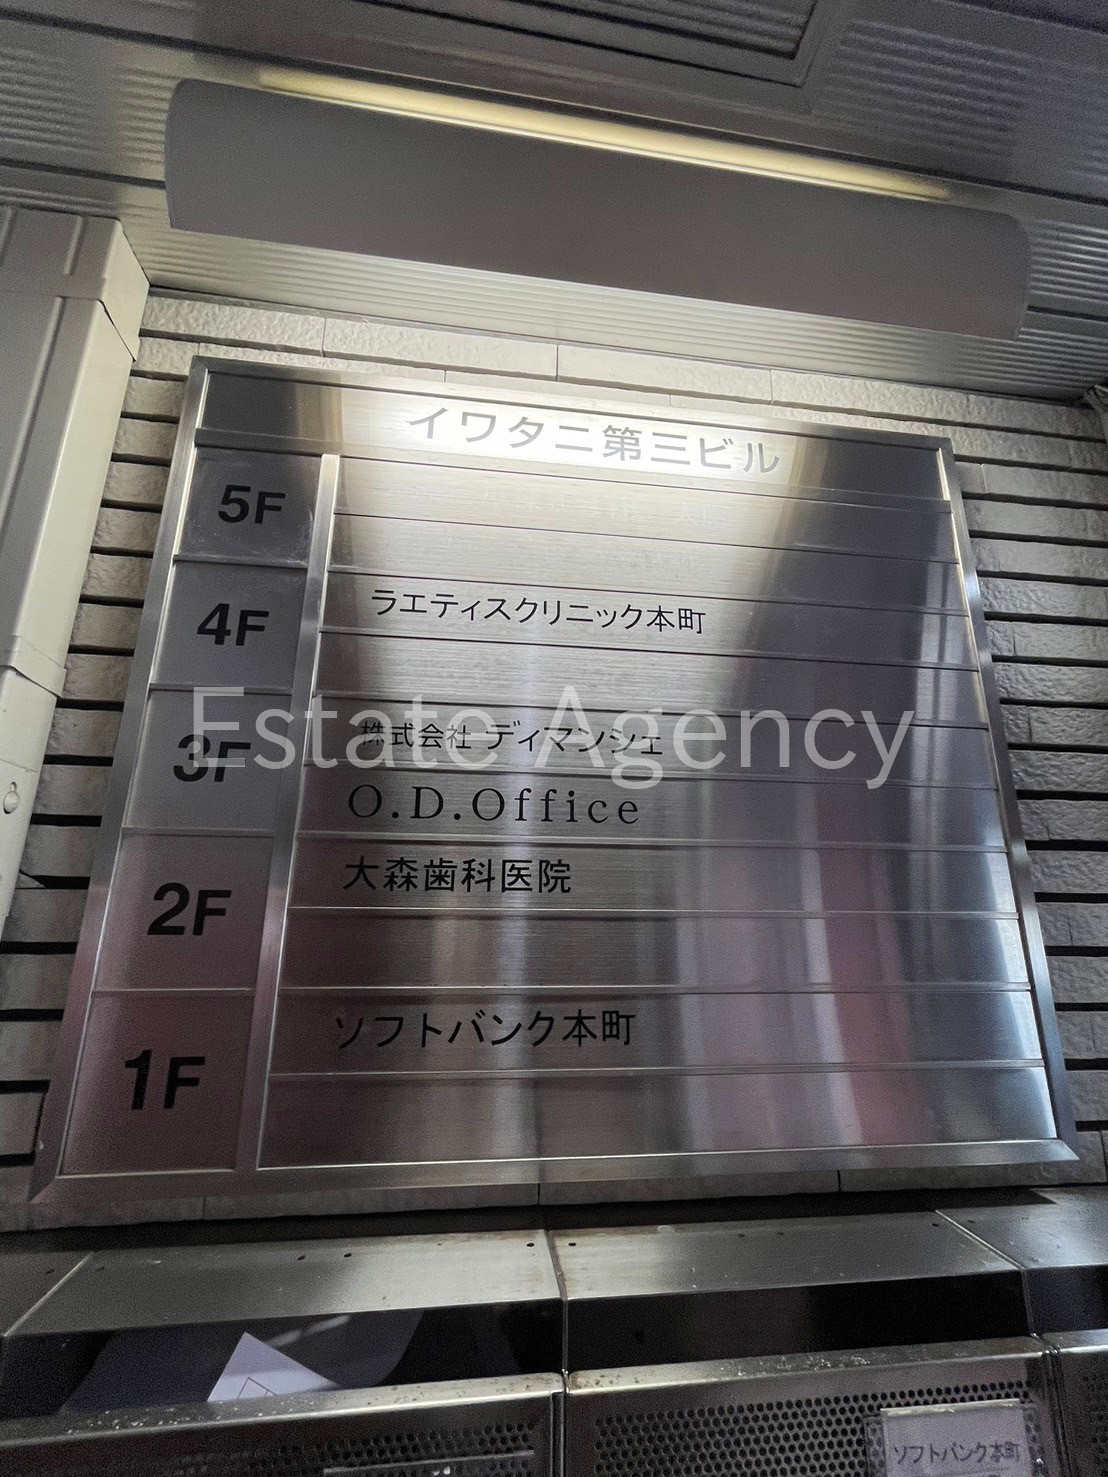 イワタニ第三ビル
5F
4F ラエティスクリニック本町
3F 株式会社 ディマンシェ
O.D.Office
2F 大森歯科医院
1F ソフトバンク本町
Estate Agency
ソフトバンク本町